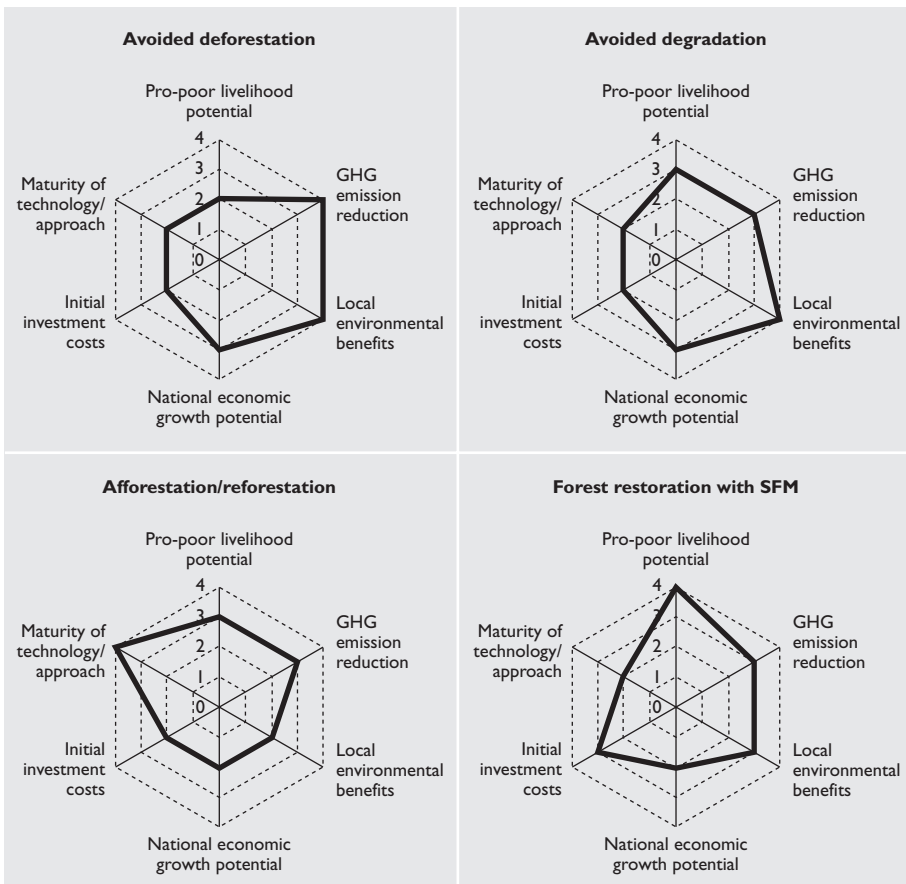 Avoided deforestation
Pro-poor livelihood
potential
4
3
2
1
0
GHG
emission
reduction
Maturity of
technology/
approach
Initial
investment
costs
Local
environmental
benefits
National economic
growth potential
Avoided degradation
Pro-poor livelihood
potential
4
3
2
1
0
GHG
emission
reduction
Maturity of
technology/
approach
Initial
investment
costs
Local
environmental
benefits
National economic
growth potential
Afforestation/reforestation
Pro-poor livelihood
potential
4
3
2
1
0
GHG
emission
reduction
Maturity of
technology/
approach
Initial
investment
costs
Local
environmental
benefits
National economic
growth potential
Forest restoration with SFM
Pro-poor livelihood
potential
4
3
2
1
0
GHG
emission
reduction
Maturity of
technology/
approach
Initial
investment
costs
Local
environmental
benefits
National economic
growth potential